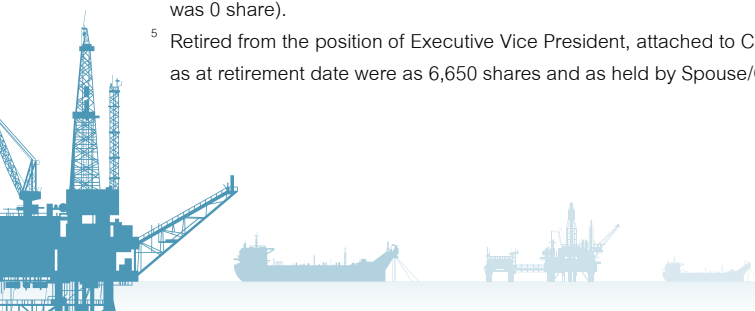 was 0 share).
5 Retired from the position of Executive Vice President, attached to
as at retirement date were as 6,650 shares and as held by